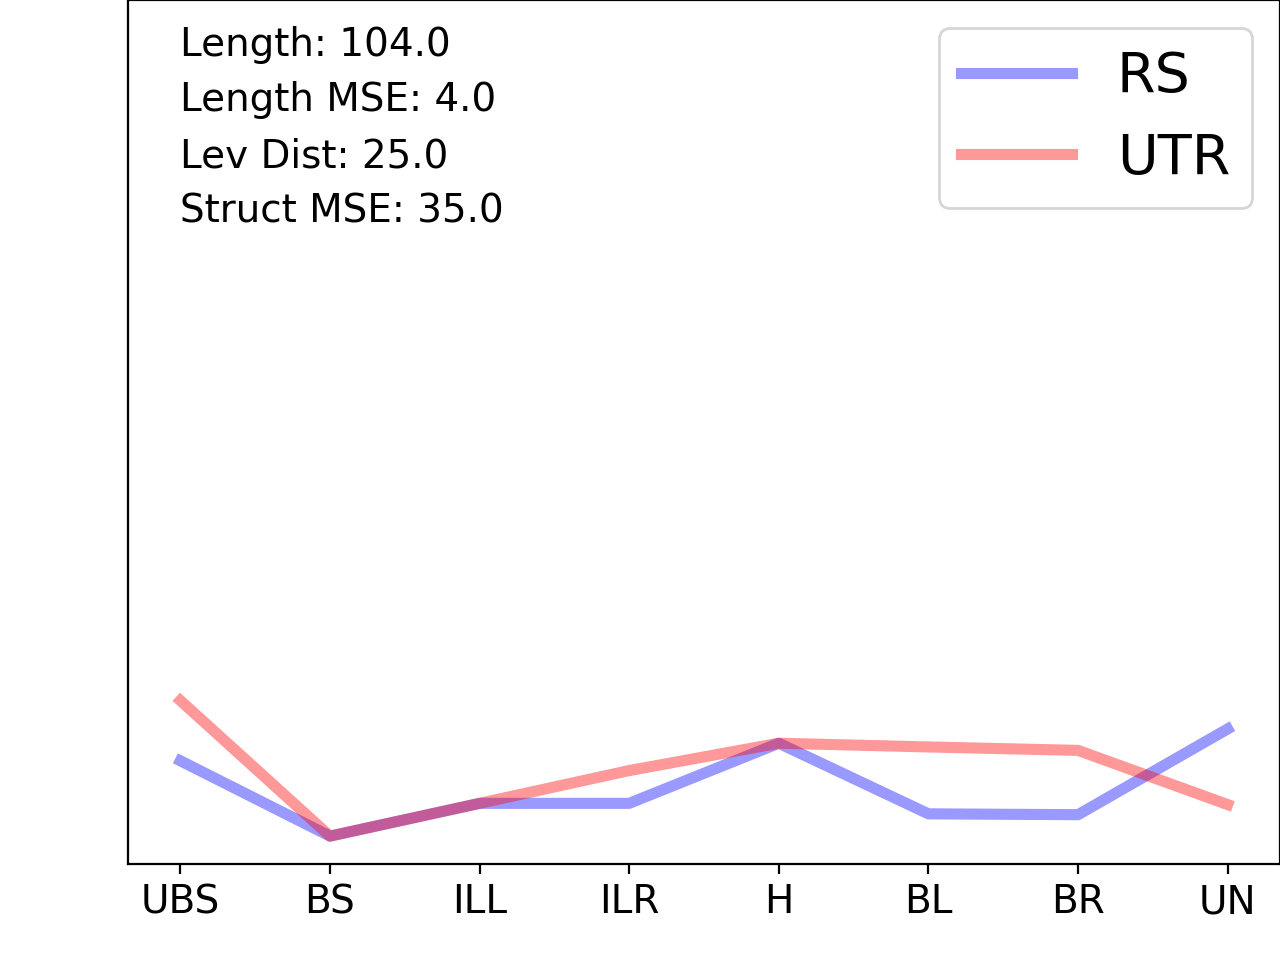 Length: 104.0
Length MSE: 4.0
Lev Dist: 25.0
Struct MSE: 35.0
RS
UTR
UBS BS ILL ILR H BL BR UN